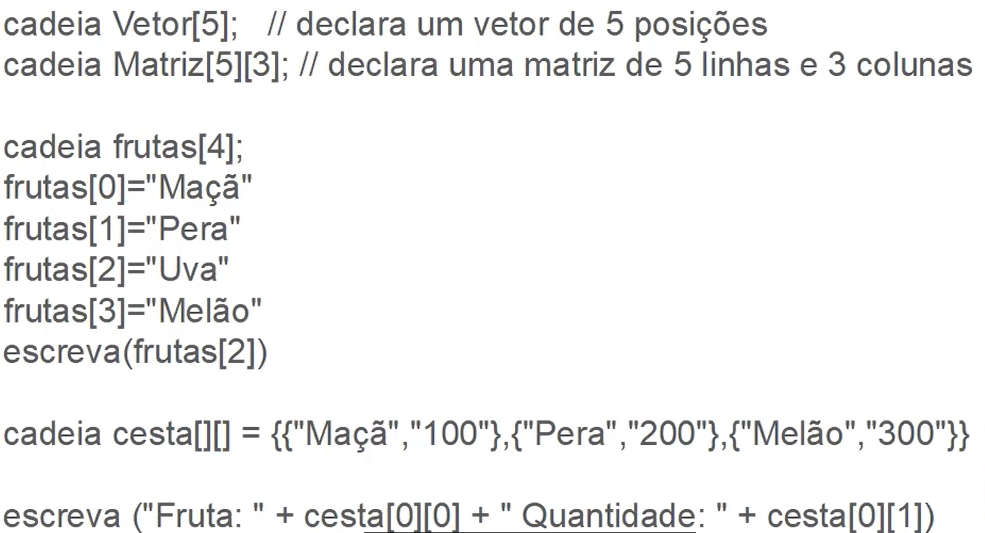 cadeia Vetor[5];   // declara um vetor de 5 posições
cadeia Matriz[5][3]; // declara uma matriz de 5 linhas e 3 colunas
cadeia frutas[4];
frutas[0]="Maçã"
frutas[1]="Pera"
frutas[2]="Uva"
frutas[3]="Melão"
escreva(frutas[2])
cadeia cesta[][] = {{"Maçã","100"},{"Pera","200"},{"Melão","300"}}
escreva ("Fruta: " + cesta[0][0] + " Quantidade: " + cesta[0][1])